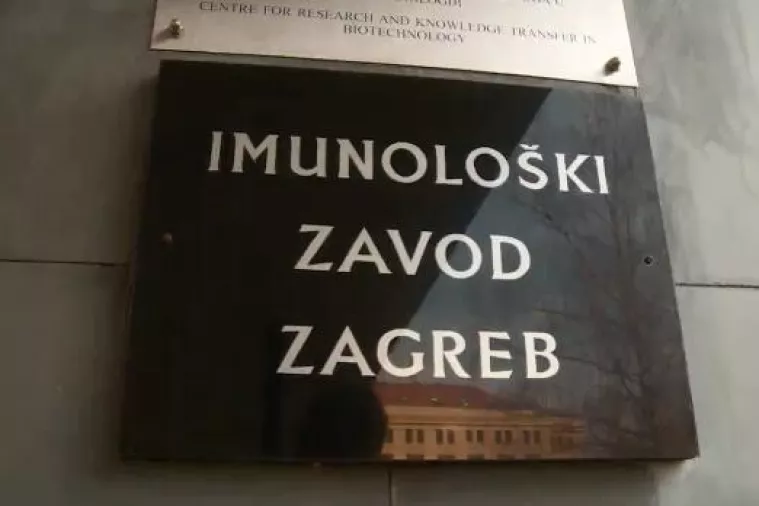 CENTRE FOR RESEARCH AND KNOWLEDGE TRANSFER IN
BIOTECHNOLOGY
IMUNOLOŠKI
ZAVOD
ZAGREB